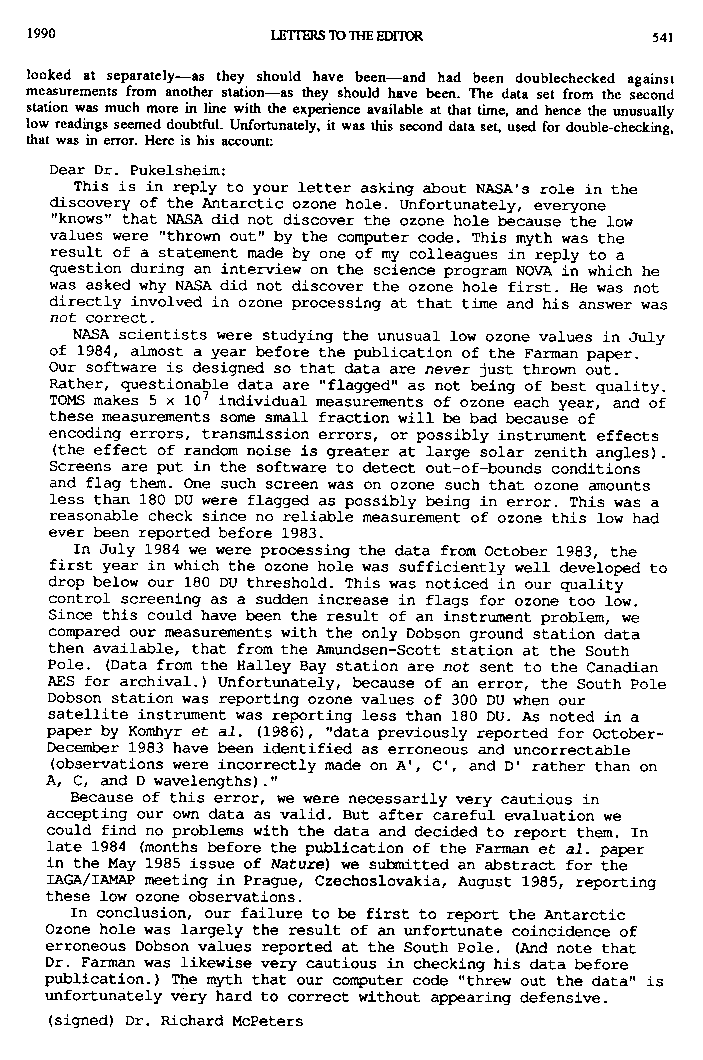 1990 LETTERS TO THE EDITOR 541
looked at separately—as they should have been—and had been doublechecked against
measurements from another station—as they should have been. The data set from the second
station was much more in line with the experience available at that time, and hence the unusually
low readings seemed doubtful. Unfortunately, it was this second data set, used for double-checking,
that was in error. Here is his account:
Dear Dr. Pukelsheim:
This is in reply to your letter asking about NASA's role in the
discovery of the Antarctic ozone hole. Unfortunately, everyone
"knows" that NASA did not discover the ozone hole because the low
values were "thrown out" by the computer code. This myth was the
result of a statement made by one of my colleagues in reply to a
question during an interview on the science program NOVA in which he
was asked why NASA did not discover the ozone hole first. He was not
directly involved in ozone processing at that time and his answer was
not correct.
NASA scientists were studying the unusual low ozone values in July
of 1984, almost a year before the publication of the Farman paper.
Our software is designed so that data are never just thrown out.
Rather, questionable data are "flagged" as not being of best quality.
TOMS makes 5 x 10⁷ individual measurements of ozone each year, and of
these measurements some small fraction will be bad because of
encoding errors, transmission errors, or possibly instrument effects
(the effect of random noise is greater at large solar zenith angles).
Screens are put in the software to detect out-of-bounds conditions
and flag them. One such screen was on ozone such that ozone amounts
less than 180 DU were flagged as possibly being in error. This was a
reasonable check since no reliable measurement of ozone this low had
ever been reported before 1983.
In July 1984 we were processing the data from October 1983, the
first year in which the ozone hole was sufficiently well developed to
drop below our 180 DU threshold. This was noticed in our quality
control screening as a sudden increase in flags for ozone too low.
Since this could have been the result of an instrument problem, we
compared our measurements with the only Dobson ground station data
then available, that from the Amundsen-Scott station at the South
Pole. (Data from the Halley Bay station are not sent to the Canadian
AES for archival.) Unfortunately, because of an error, the South Pole
Dobson station was reporting ozone values of 300 DU when our
satellite instrument was reporting less than 180 DU. As noted in a
paper by Komhyr et al. (1986), "data previously reported for October-
December 1983 have been identified as erroneous and uncorrectable
(observations were incorrectly made on A', C', and D' rather than on
A, C, and D wavelengths)."
Because of this error, we were necessarily very cautious in
accepting our own data as valid. But after careful evaluation we
could find no problems with the data and decided to report them. In
late 1984 (months before the publication of the Farman et al. paper
in the May 1985 issue of Nature) we submitted an abstract for the
IAGA/IAMAP meeting in Prague, Czechoslovakia, August 1985, reporting
these low ozone observations.
In conclusion, our failure to be first to report the Antarctic
Ozone hole was largely the result of an unfortunate coincidence of
erroneous Dobson values reported at the South Pole. (And note that
Dr. Farman was likewise very cautious in checking his data before
publication.) The myth that our computer code "threw out the data" is
unfortunately very hard to correct without appearing defensive.
(signed) Dr. Richard McPeters